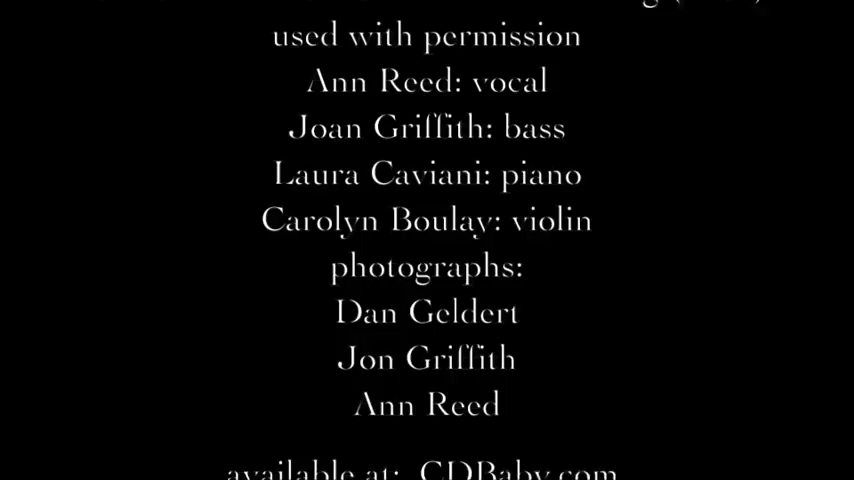 used with permission
Ann Reed: vocal
Joan Griffith: bass
Laura Caviani: piano
Carolyn Boulay: violin
photographs:
Dan Geldert
Jon Griffith
Ann Reed
available at: CDBaby.com